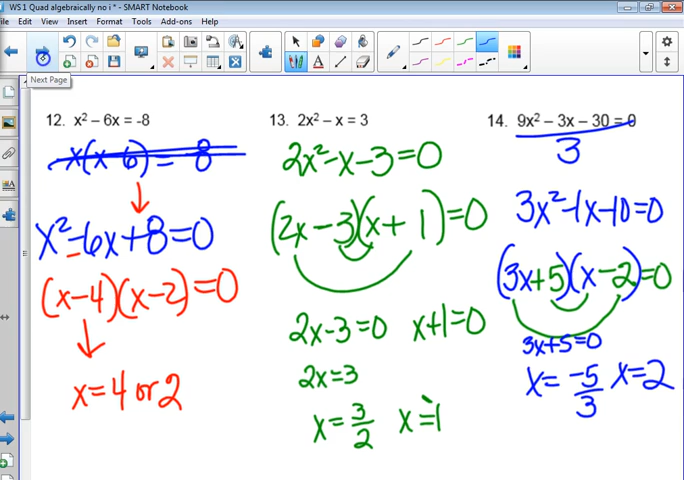 WS 1 Quad algebraically no i * - SMART Notebook
Edit View Insert Format Tools Add-ons Help
Next Page
12. x² – 6x = -8
x(x-6) = 8
x²-6x+8=0
(x-4)(x-2)=0
x=4 or 2
13. 2x² – x = 3
2x²-x-3=0
(2x-3)(x+1)=0
2x-3=0 x+1=0
2x=3
x=3/2 x=-1
14. 9x² – 3x – 30 = 0
3
3x²-1x-10=0
(3x+5)(x-2)=0
3x+5=0
x=-5/3 x=2